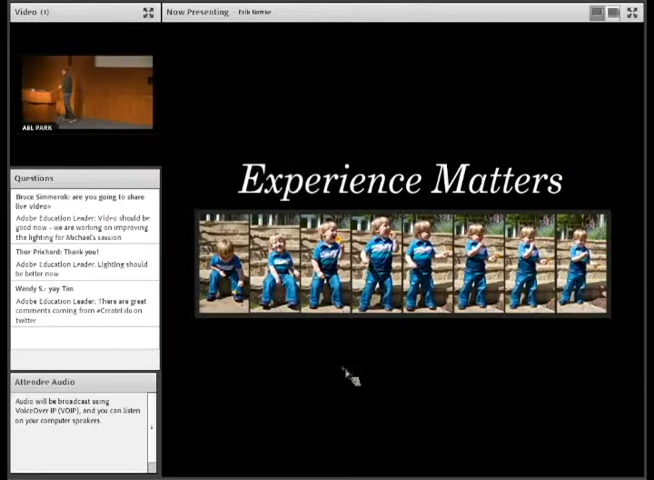 Video (1)
Now Presenting - Erik Natzke
ABL PARK
Experience Matters
Questions
Bruce Simmerok: are you going to share
live video>
Adobe Education Leader: Video should be
good now - we are working on improving
the lighting for Michael's session
Thor Prichard: Thank you!
Adobe Education Leader: Lighting should
be better now
Wendy S.: yay Tim
Adobe Education Leader: There are great
comments coming from #CreateEdu on
twitter
Attendee Audio
Audio will be broadcast using
VoiceOver IP (VOIP), and you can listen
on your computer speakers.